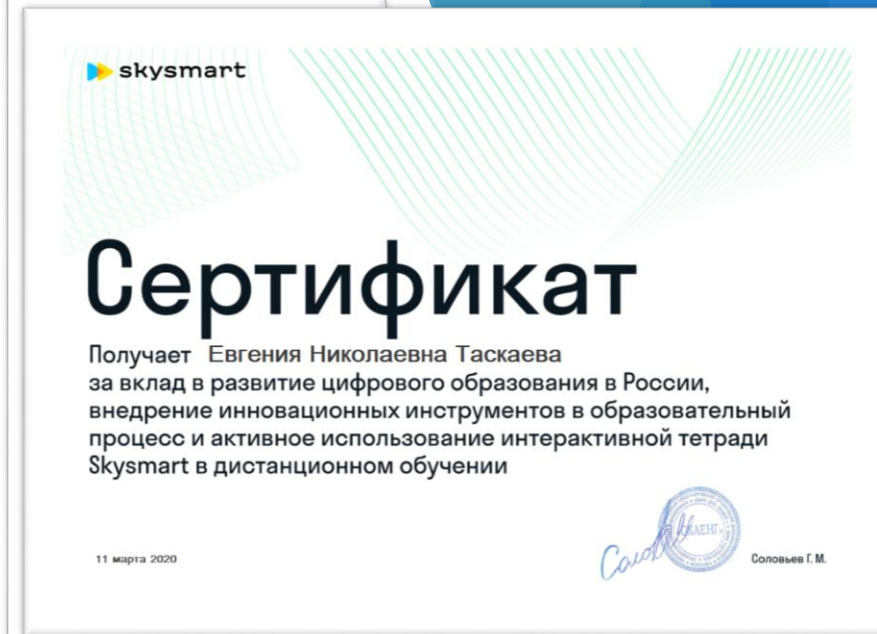 skysmart
Сертификат
Получает Евгения Николаевна Таскаева
за вклад в развитие цифрового образования в России,
внедрение инновационных инструментов в образовательный
процесс и активное использование интерактивной тетради
Skysmart в дистанционном обучении
11 марта 2020
Соловьев Г. М.